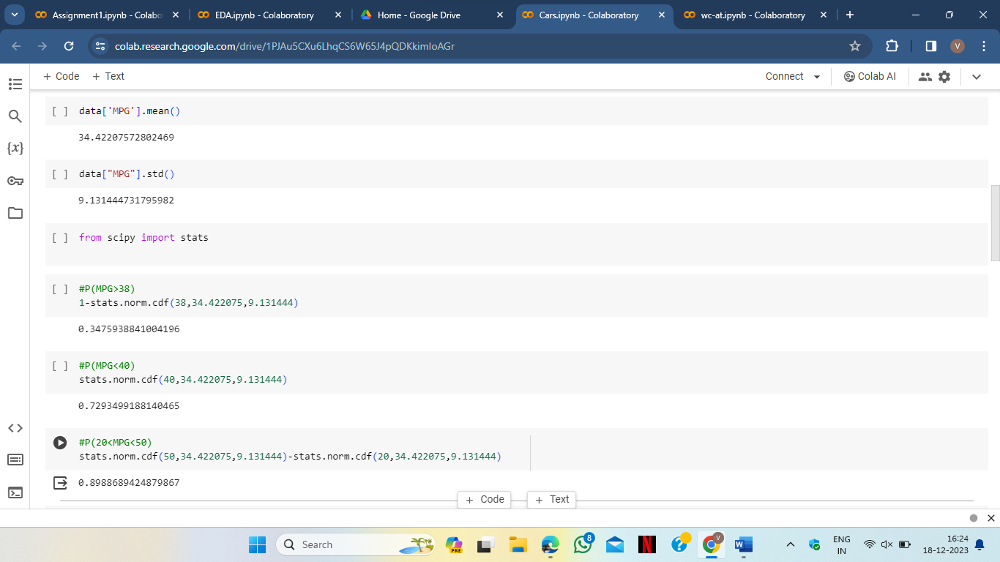 Assignment1.ipynb - Colabo
EDA.ipynb - Colaboratory
Home - Google Drive
Cars.ipynb - Colaboratory
wc-at.ipynb - Colaboratory
colab.research.google.com/drive/1PJAu5CXu6LhqCS6W65J4pQDKkimIoAGr
V
+ Code + Text
Connect
Colab AI
[ ] data['MPG'].mean()
34.42207572802469
[ ] data["MPG"].std()
9.131444731795982
[ ] from scipy import stats
[ ] #P(MPG>38)
1-stats.norm.cdf(38,34.422075,9.131444)
0.3475938841004196
[ ] #P(MPG<40)
stats.norm.cdf(40,34.422075,9.131444)
0.7293499188140465
#P(20<MPG<50)
stats.norm.cdf(50,34.422075,9.131444)-stats.norm.cdf(20,34.422075,9.131444)
0.8988689424879867
+ Code + Text
{x}
Search
PRE
8
N
V
W
ENG
IN
16:24
18-12-2023